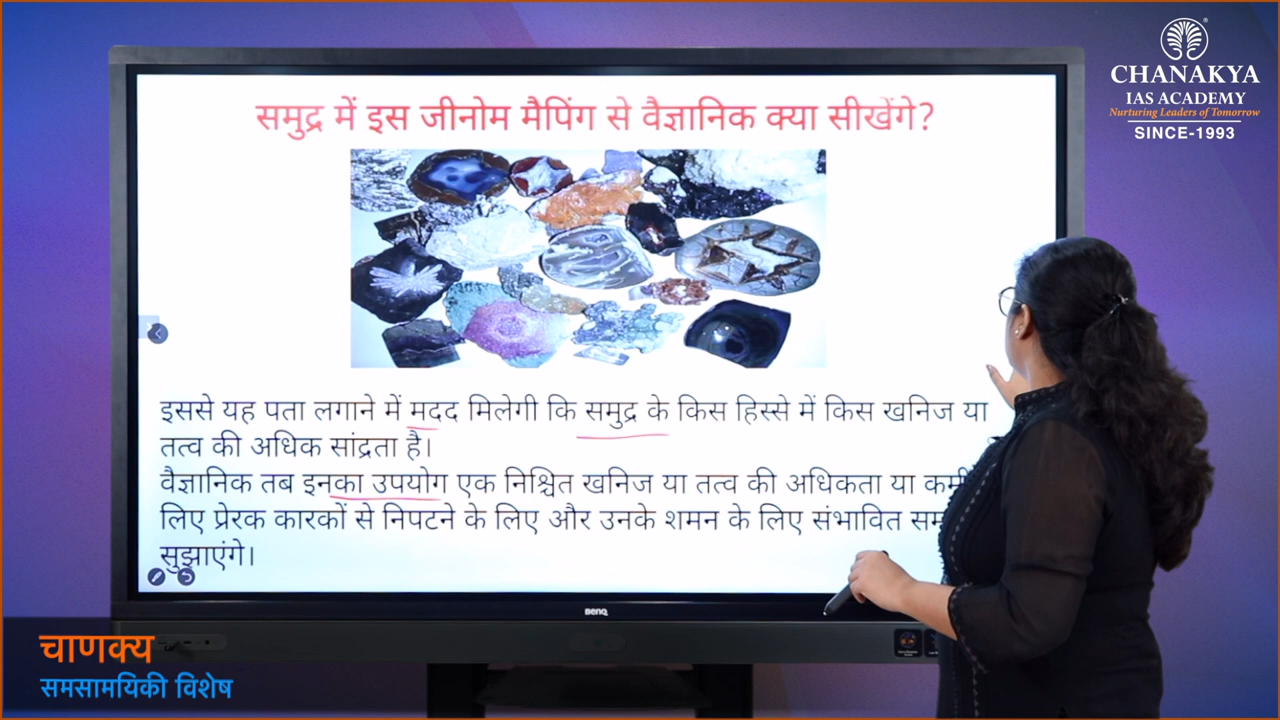 समुद्र में इस जीनोम मैपिंग से वैज्ञानिक क्या सीखेंगे?
इससे यह पता लगाने में मदद मिलेगी कि समुद्र के किस हिस्से में किस खनिज या
तत्व की अधिक सांद्रता है।
वैज्ञानिक तब इनका उपयोग एक निश्चित खनिज या तत्व की अधिकता या
लिए प्रेरक कारकों से निपटने के लिए और उनके शमन के लिए संभावित
सुझाएंगे।
CHANAKYA
IAS ACADEMY
Nurturing Leaders of Tomorrow
SINCE-1993
BenQ
चाणक्य
समसामयिकी विशेष